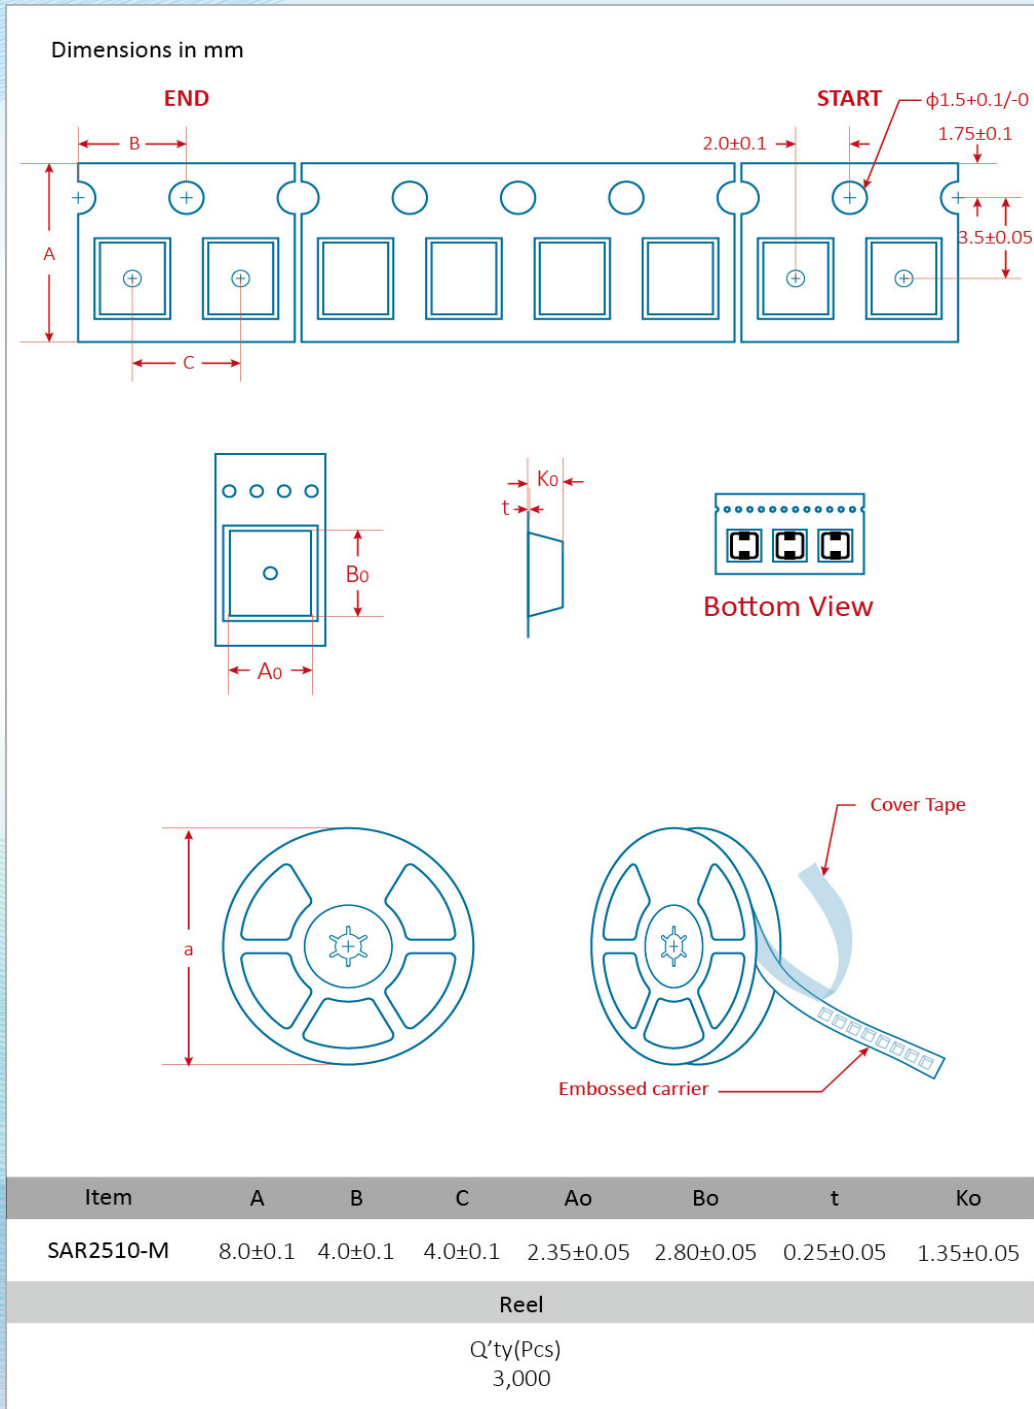 Dimensions in mm
END
START
ϕ1.5+0.1/-0
B
2.0±0.1
1.75±0.1
A
3.5±0.05
C
K0
t
B0
A0
Bottom View
Cover Tape
a
Embossed carrier
Item A B C Ao Bo t Ko
SAR2510-M 8.0±0.1 4.0±0.1 4.0±0.1 2.35±0.05 2.80±0.05 0.25±0.05 1.35±0.05
Reel
Q’ty(Pcs)
3,000